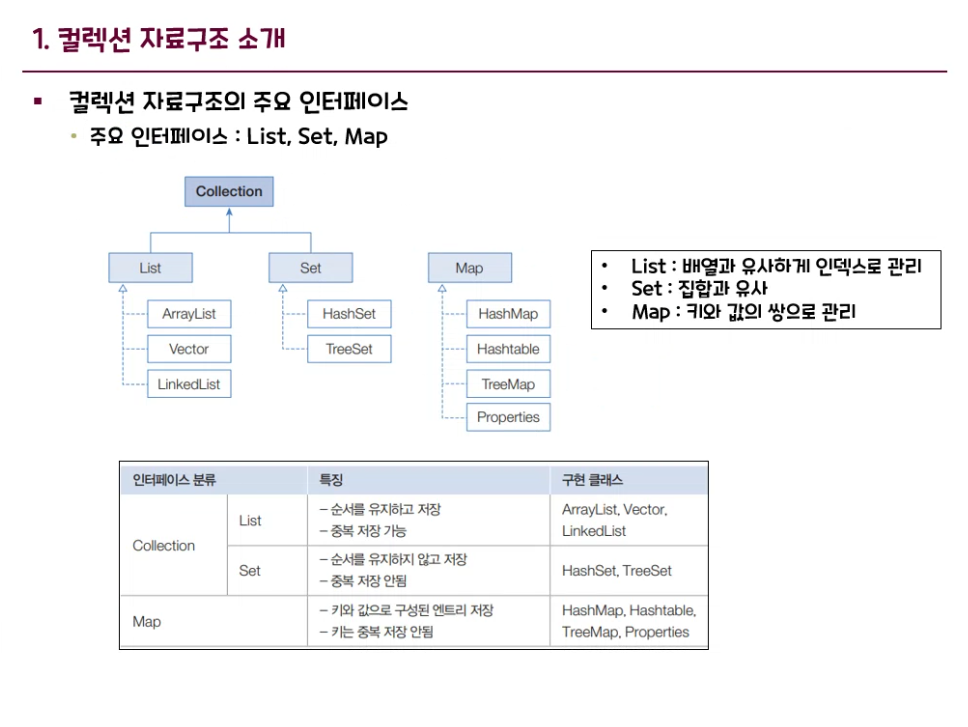 1. 컬렉션 자료구조 소개
컬렉션 자료구조의 주요 인터페이스
주요 인터페이스 : List, Set, Map
Collection
List
Set
Map
ArrayList
Vector
LinkedList
HashSet
TreeSet
HashMap
Hashtable
TreeMap
Properties
• List : 배열과 유사하게 인덱스로 관리
• Set : 집합과 유사
• Map : 키와 값의 쌍으로 관리
인터페이스 분류 특징 구현 클래스
Collection
List
– 순서를 유지하고 저장
– 중복 저장 가능
ArrayList, Vector,
LinkedList
Set
– 순서를 유지하지 않고 저장
– 중복 저장 안됨
HashSet, TreeSet
Map
– 키와 값으로 구성된 엔트리 저장
– 키는 중복 저장 안됨
HashMap, Hashtable,
TreeMap, Properties